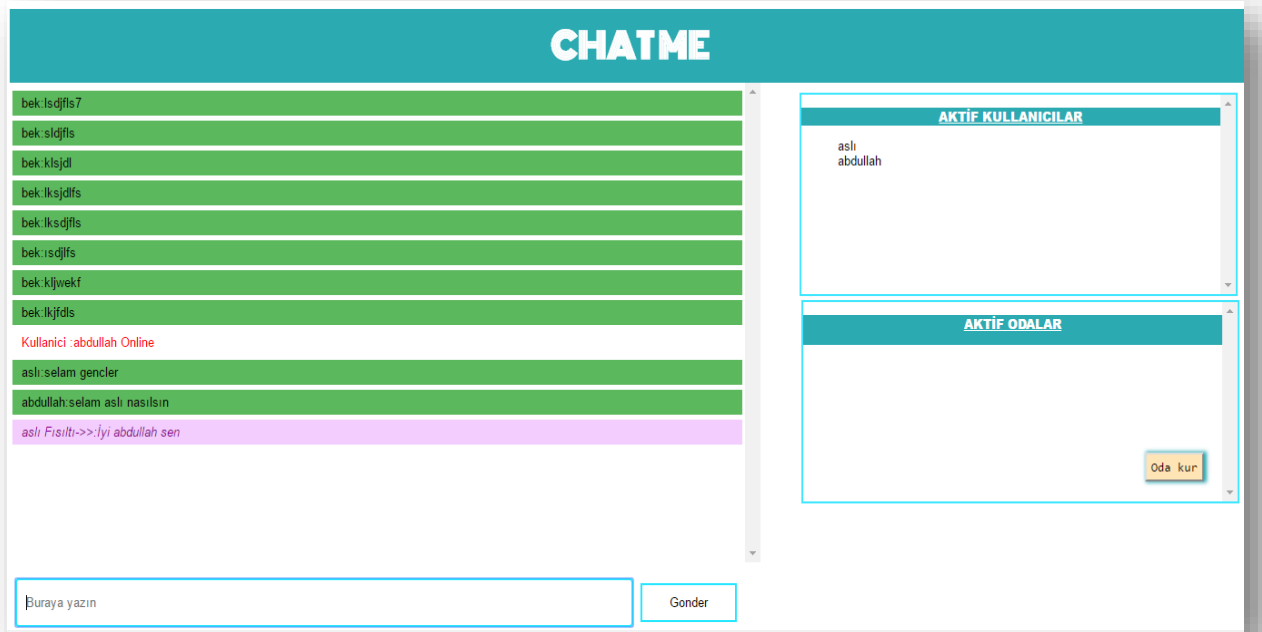 CHATME
bek:lsdjfls7
bek:sldjfls
bek:klsjdl
bek:lksjdlfs
bek:lksdjfls
bek:ısdjlfs
bek:kljwekf
bek:lkjfdls
Kullanici :abdullah Online
aslı:selam gencler
abdullah:selam aslı nasılsın
aslı Fısıltı->>:İyi abdullah sen
Buraya yazın
Gonder
AKTİF KULLANICILAR
aslı
abdullah
AKTİF ODALAR
Oda kur